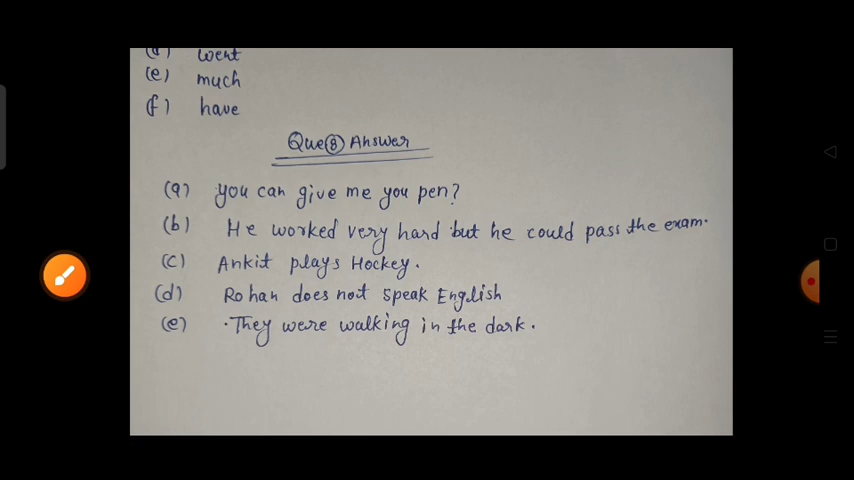 (d) went
(e) much
(f) have
Que⑧ Answer
(a) you can give me you pen?
(b) He worked very hard but he could pass the exam.
(c) Ankit plays Hockey.
(d) Rohan does not speak English
(e) They were walking in the dark.